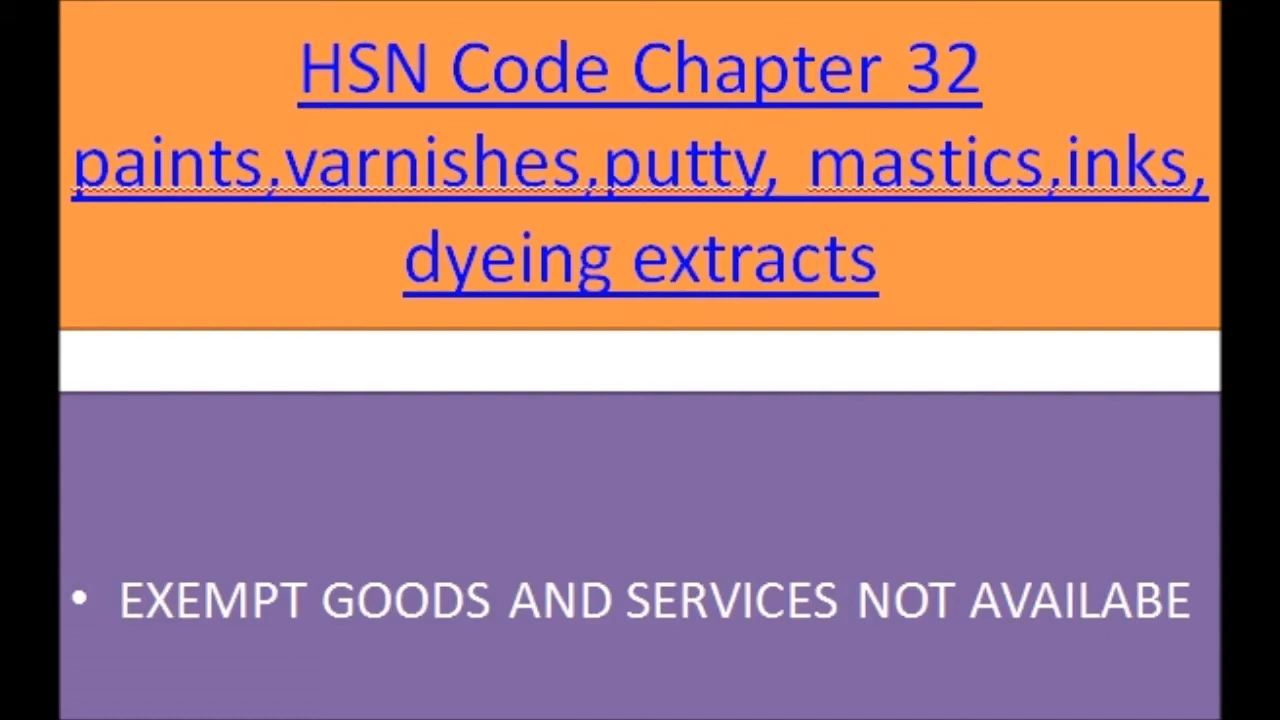 HSN Code Chapter 32
paints,varnishes,putty, mastics,inks,
dyeing extracts
• EXEMPT GOODS AND SERVICES NOT AVAILABE